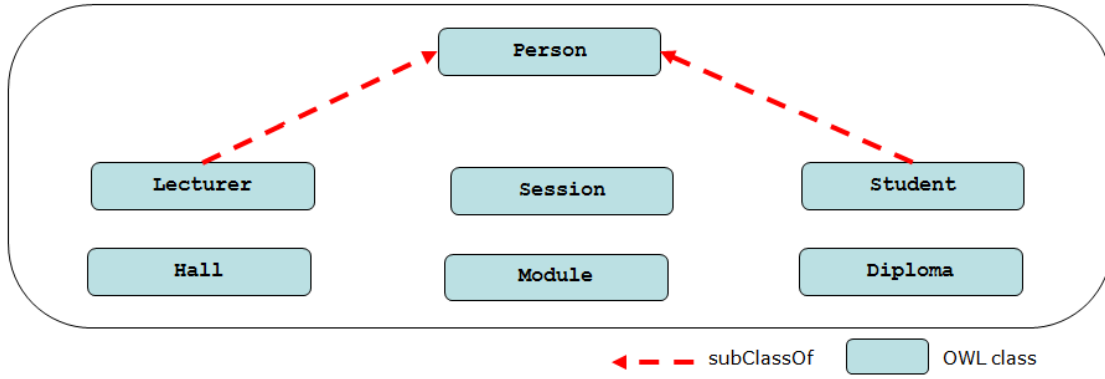 Person
Lecturer
Session
Student
Hall
Module
Diploma
subClassOf
OWL class